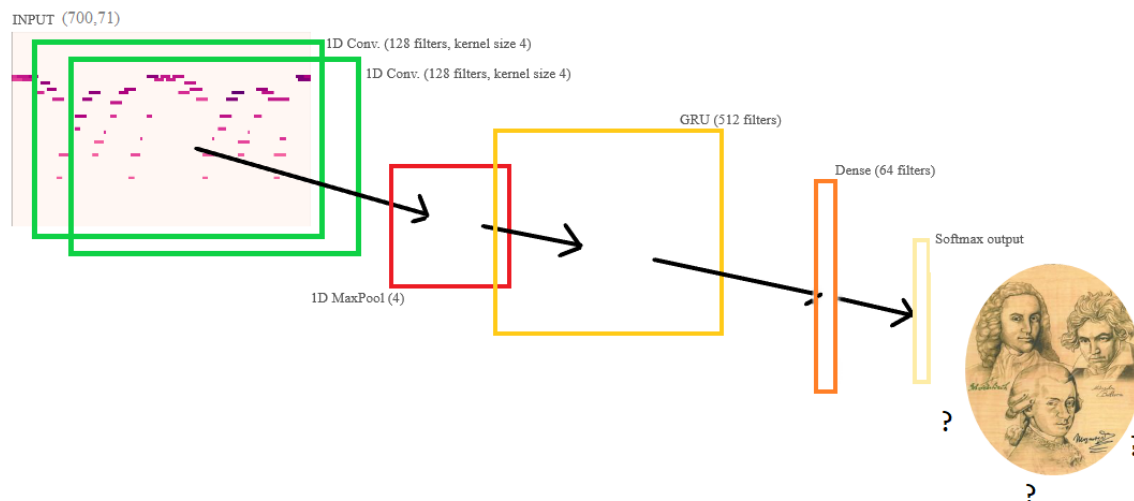 INPUT (700,71)
1D Conv. (128 filters, kernel size 4)
1D Conv. (128 filters, kernel size 4)
GRU (512 filters)
Dense (64 filters)
Softmax output
1D MaxPool (4)
?
?
?